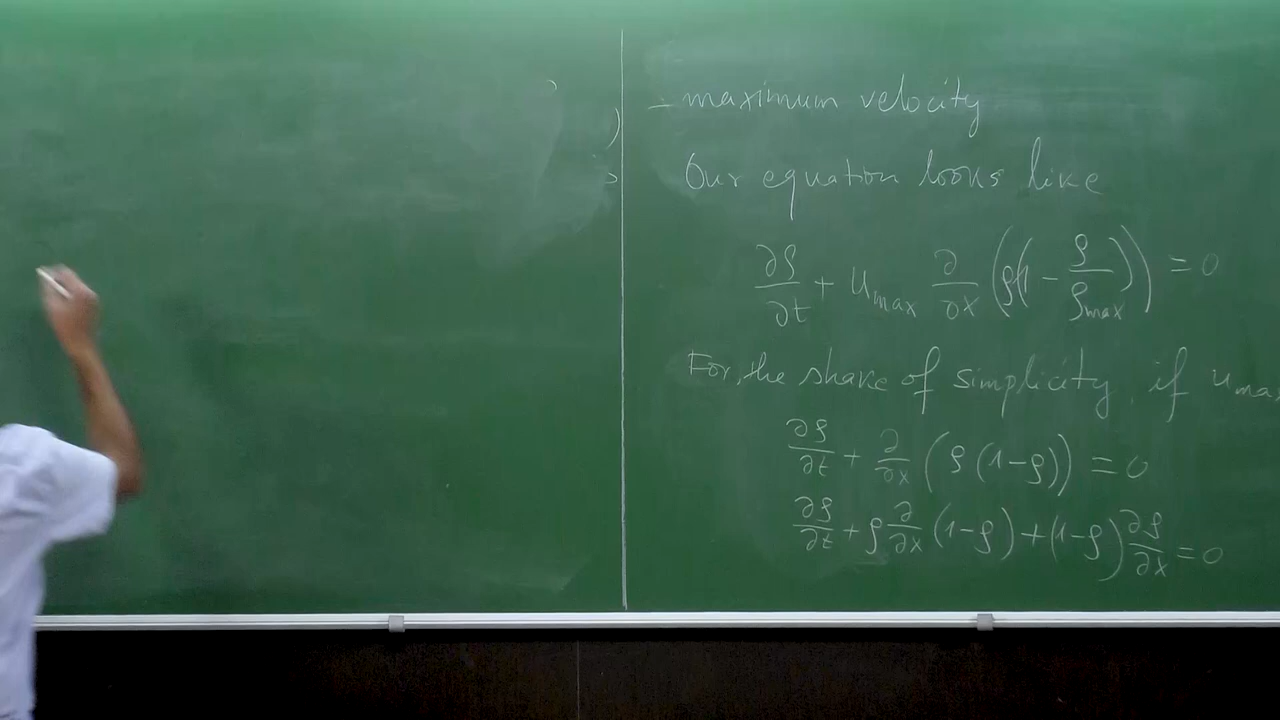 - maximum velocity
Our equation looks like
∂ρ/∂t + u_max ∂/∂x (ρ(1 - ρ/ρ_max)) = 0
For, the shake of simplicity, if u_max
∂ρ/∂t + ∂/∂x (ρ (1-ρ)) = 0
∂ρ/∂t + ρ ∂/∂x (1-ρ) + (1-ρ) ∂ρ/∂x = 0